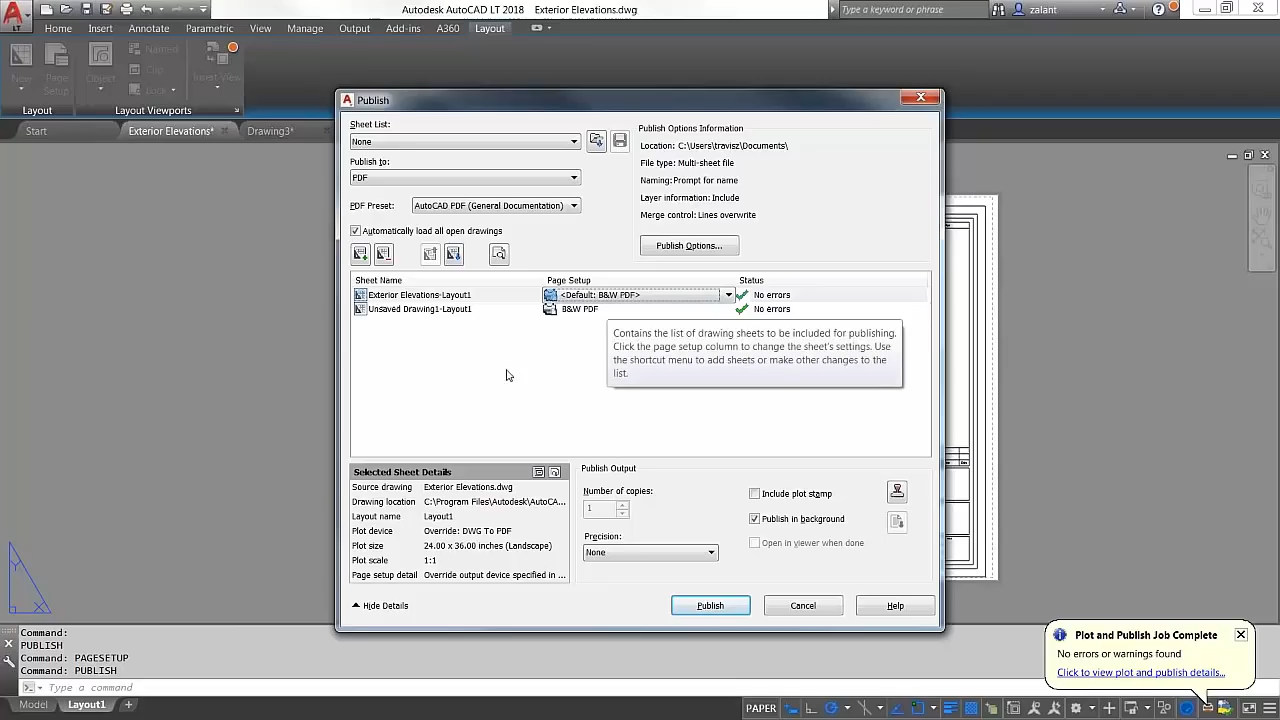 Autodesk AutoCAD LT 2018 Exterior Elevations.dwg
Type a keyword or phrase
zalant
LT
Home Insert Annotate Parametric View Manage Output Add-ins A360 Layout
New
Page Setup
Object
Named
Clip
Lock
Insert View
Layout
Layout Viewports
Start
Exterior Elevations*
Drawing3*
Publish
Sheet List:
None
Publish to:
PDF
PDF Preset: AutoCAD PDF (General Documentation)
Automatically load all open drawings
Publish Options Information
Location: C:\Users\travisz\Documents\
File type: Multi-sheet file
Naming: Prompt for name
Layer information: Include
Merge control: Lines overwrite
Publish Options...
Sheet Name Page Setup Status
Exterior Elevations-Layout1 <Default: B&W PDF> No errors
Unsaved Drawing1-Layout1 B&W PDF No errors
Contains the list of drawing sheets to be included for publishing.
Click the page setup column to change the sheet's settings. Use
the shortcut menu to add sheets or make other changes to the
list.
Selected Sheet Details
Source drawing Exterior Elevations.dwg
Drawing location C:\Program Files\Autodesk\AutoCA...
Layout name Layout1
Plot device Override: DWG To PDF
Plot size 24.00 x 36.00 inches (Landscape)
Plot scale 1:1
Page setup detail Override output device specified in ...
Hide Details
Publish Output
Number of copies:
1
Precision:
None
Include plot stamp
Publish in background
Open in viewer when done
Publish
Cancel
Help
Command:
PUBLISH
Command: PAGESETUP
Command: PUBLISH
Type a command
Plot and Publish Job Complete
No errors or warnings found
Click to view plot and publish details...
Model Layout1 +
PAPER
X